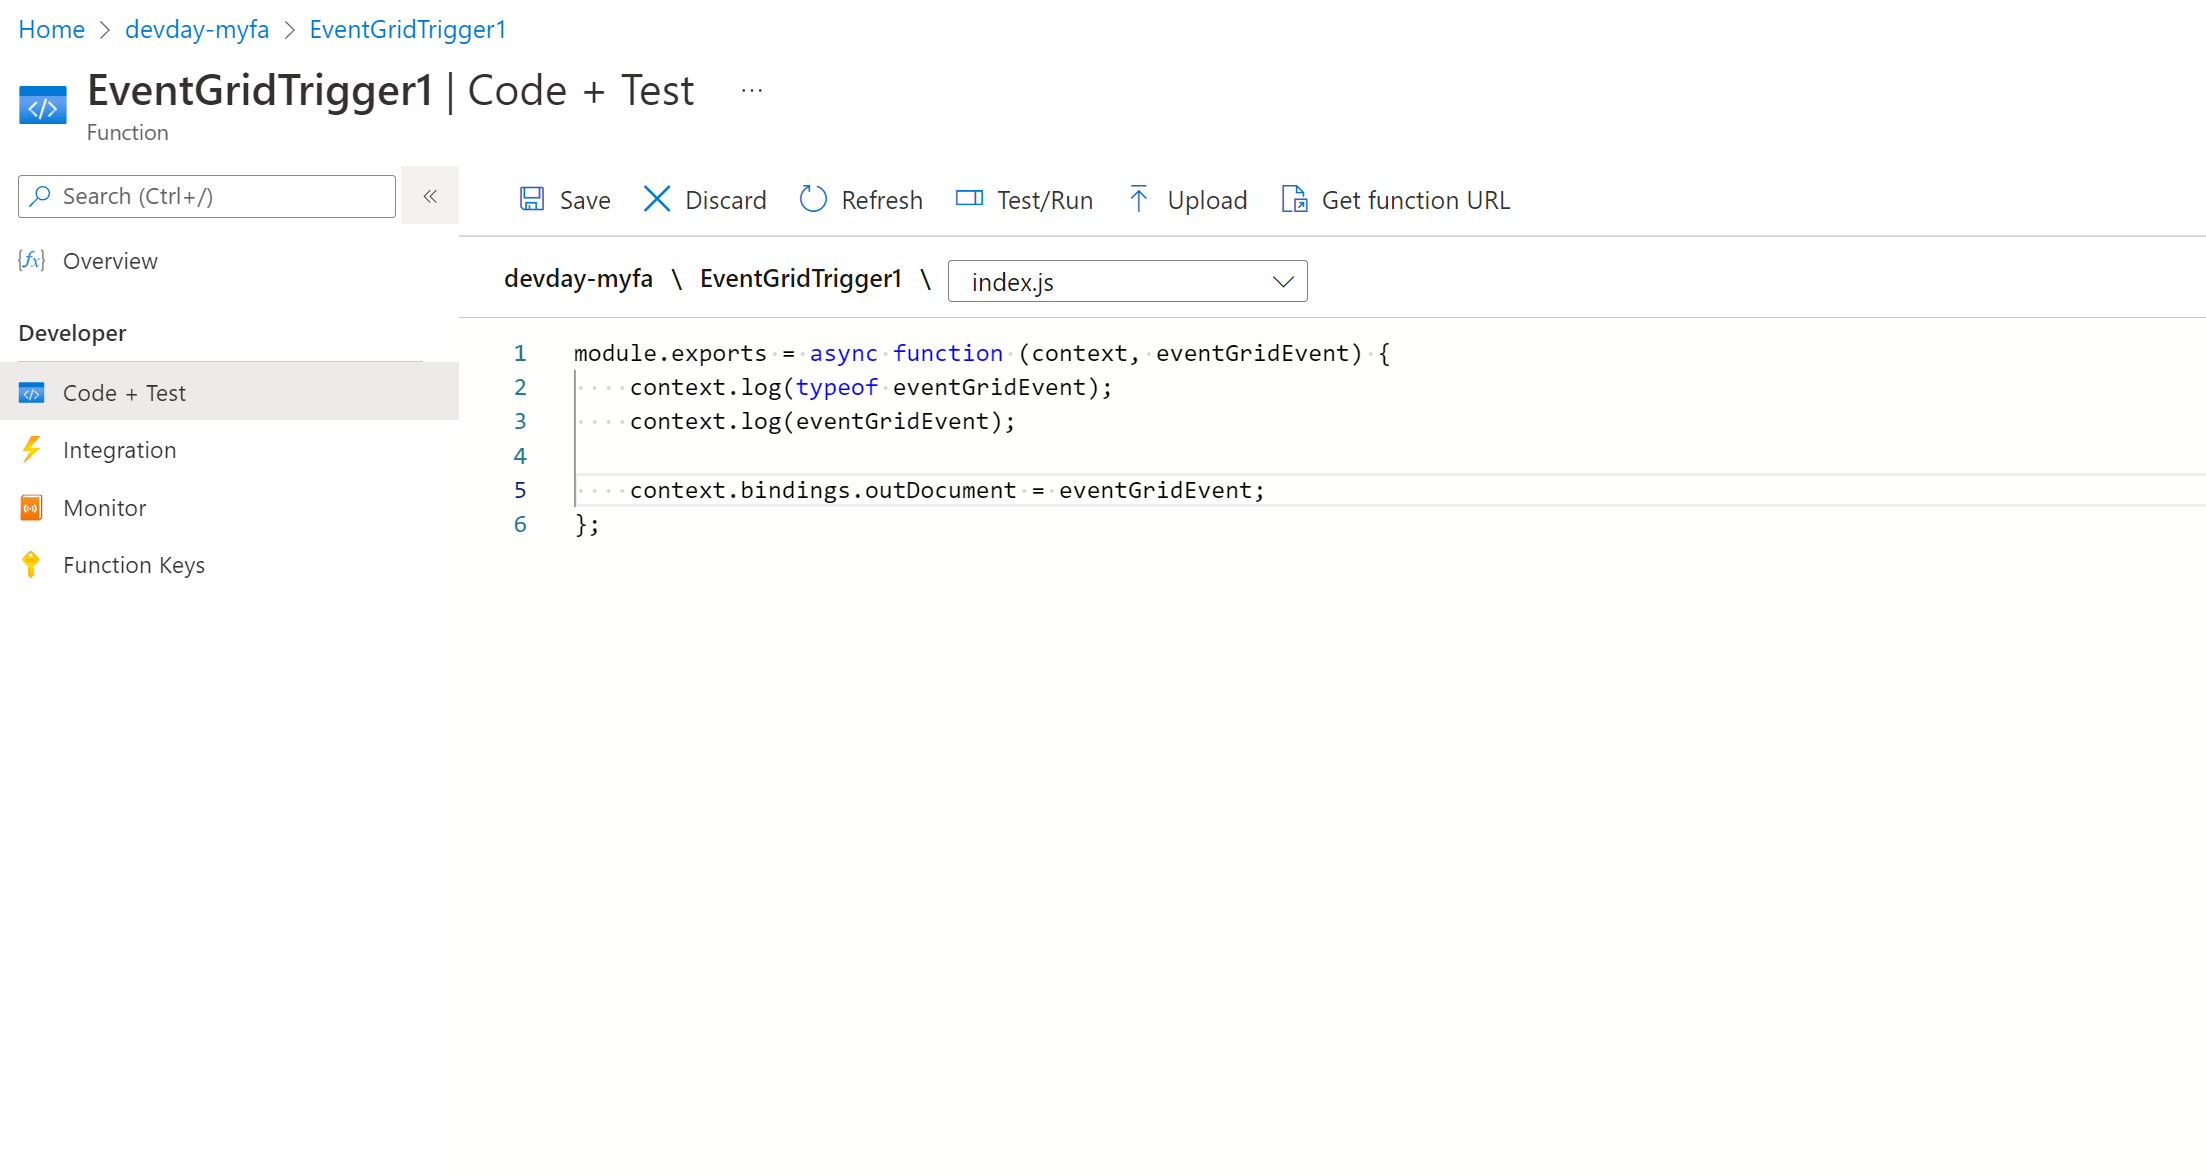 Home > devday-myfa > EventGridTrigger1
EventGridTrigger1 | Code + Test ...
Function
Search (Ctrl+/)
«
Save Discard Refresh Test/Run Upload Get function URL
Overview
devday-myfa \ EventGridTrigger1 \ index.js
Developer
Code + Test
Integration
Monitor
Function Keys
1 module.exports = async function (context, eventGridEvent) {
2     context.log(typeof eventGridEvent);
3     context.log(eventGridEvent);
4
5     context.bindings.outDocument = eventGridEvent;
6 };